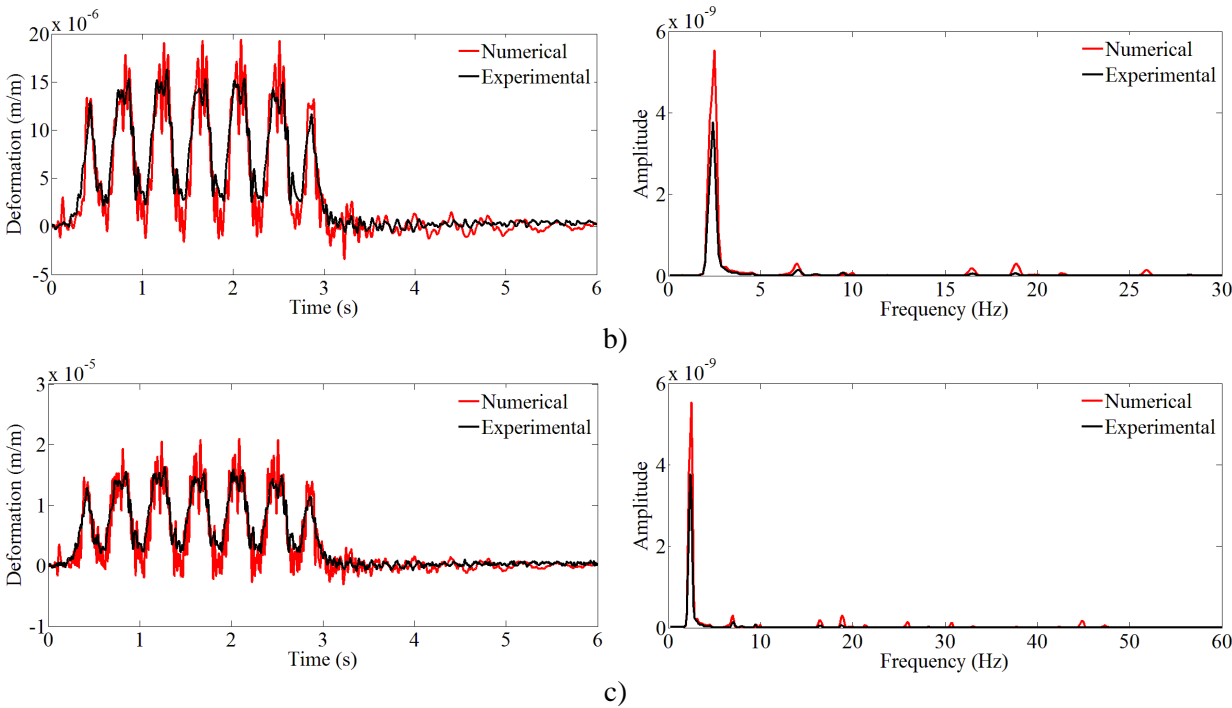 x 10-6
20
15
10
5
0
-5
Deformation (m/m)
Numerical
Experimental
0 1 2 3 4 5 6
Time (s)
x 10-9
6
4
2
0
Amplitude
Numerical
Experimental
0 5 10 15 20 25 30
Frequency (Hz)
b)
x 10-5
3
2
1
0
-1
Deformation (m/m)
Numerical
Experimental
0 1 2 3 4 5 6
Time (s)
x 10-9
6
4
2
0
Amplitude
Numerical
Experimental
0 10 20 30 40 50 60
Frequency (Hz)
c)